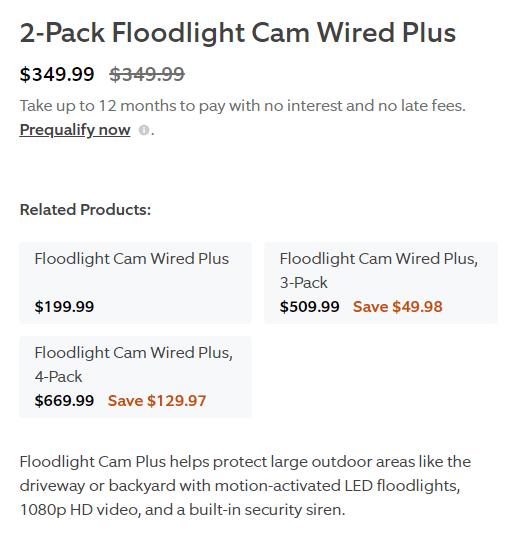 2-Pack Floodlight Cam Wired Plus
$349.99 $349.99
Take up to 12 months to pay with no interest and no late fees.
Prequalify now .
Related Products:
Floodlight Cam Wired Plus
$199.99
Floodlight Cam Wired Plus,
3-Pack
$509.99 Save $49.98
Floodlight Cam Wired Plus,
4-Pack
$669.99 Save $129.97
Floodlight Cam Plus helps protect large outdoor areas like the
driveway or backyard with motion-activated LED floodlights,
1080p HD video, and a built-in security siren.